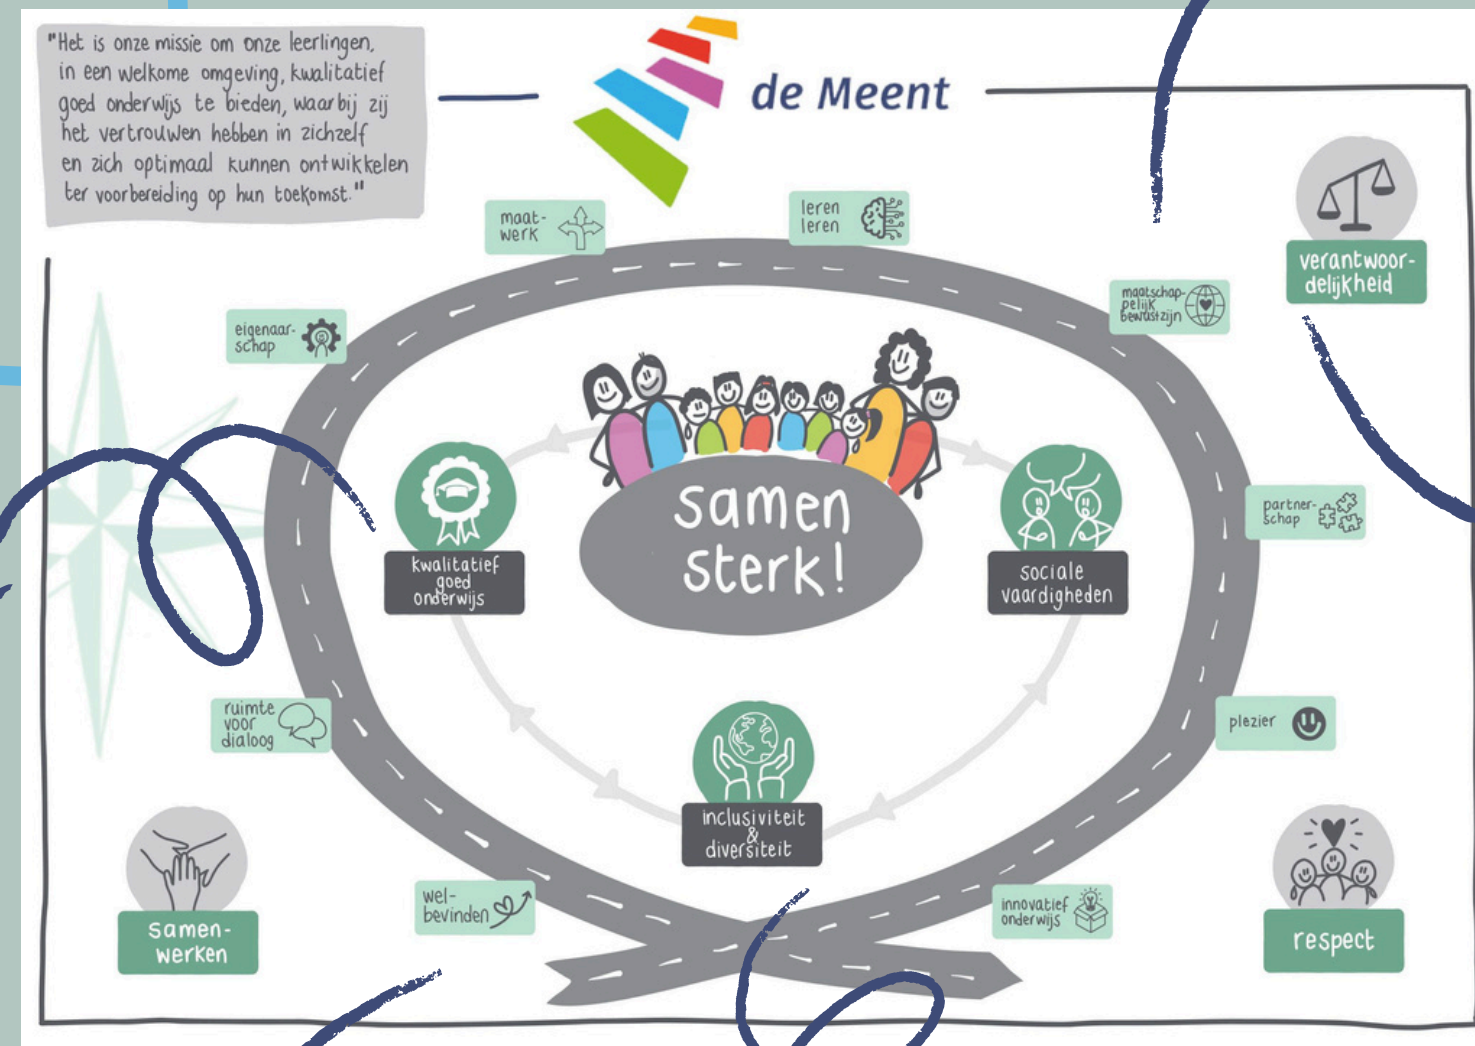 "Het is onze missie om onze leerlingen,
in een welkome omgeving, kwalitatief
goed onderwijs te bieden, waarbij zij
het vertrouwen hebben in zichzelf
en zich optimaal kunnen ontwikkelen
ter voorbereiding op hun toekomst."
de Meent
maat-
werk
leren
leren
maatschap-
pelijk
bewustzijn
verantwoor-
delijkheid
eigenaar-
schap
samen
sterk!
kwalitatief
goed
onderwijs
sociale
vaardigheden
partner-
schap
ruimte
voor
dialoog
plezier
inclusiviteit
&
diversiteit
wel-
bevinden
innovatief
onderwijs
samen-
werken
respect